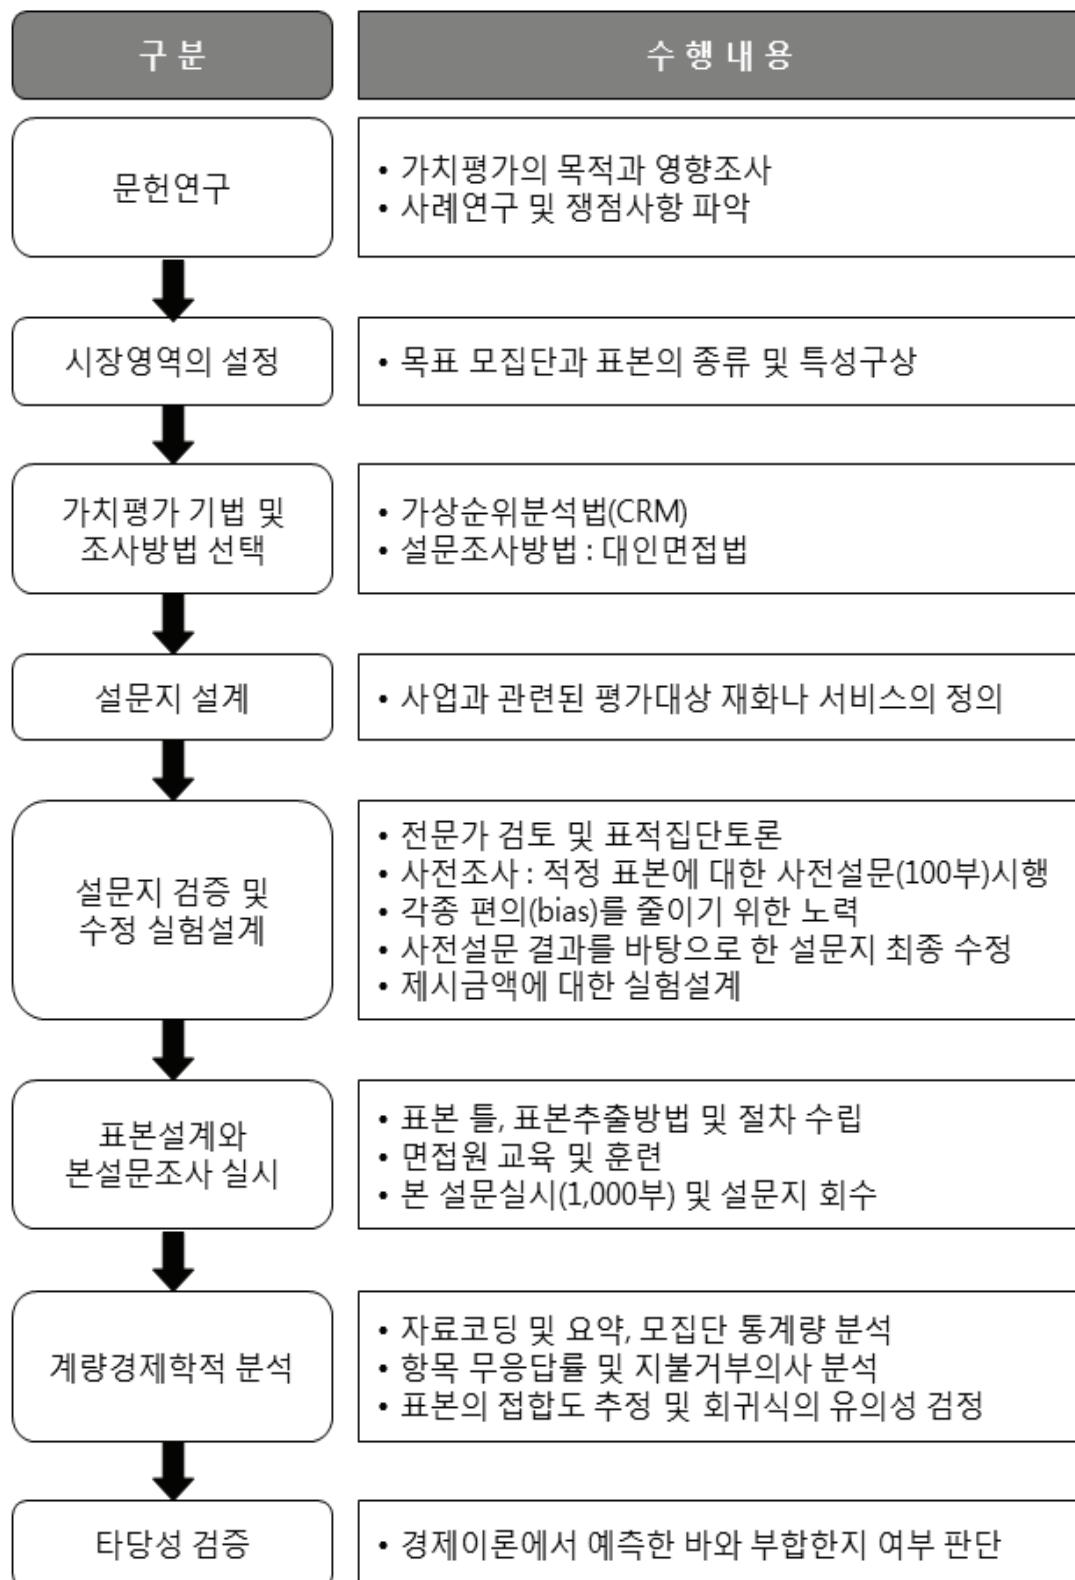 구 분
수 행 내 용
문헌연구
• 가치평가의 목적과 영향조사
• 사례연구 및 쟁점사항 파악
시장영역의 설정
• 목표 모집단과 표본의 종류 및 특성구상
가치평가 기법 및
조사방법 선택
• 가상순위분석법(CRM)
• 설문조사방법 : 대인면접법
설문지 설계
• 사업과 관련된 평가대상 재화나 서비스의 정의
설문지 검증 및
수정 실험설계
• 전문가 검토 및 표적집단토론
• 사전조사 : 적정 표본에 대한 사전설문(100부)시행
• 각종 편의(bias)를 줄이기 위한 노력
• 사전설문 결과를 바탕으로 한 설문지 최종 수정
• 제시금액에 대한 실험설계
표본설계와
본설문조사 실시
• 표본 틀, 표본추출방법 및 절차 수립
• 면접원 교육 및 훈련
• 본 설문실시(1,000부) 및 설문지 회수
계량경제학적 분석
• 자료코딩 및 요약, 모집단 통계량 분석
• 항목 무응답률 및 지불거부의사 분석
• 표본의 접합도 추정 및 회귀식의 유의성 검정
타당성 검증
• 경제이론에서 예측한 바와 부합한지 여부 판단